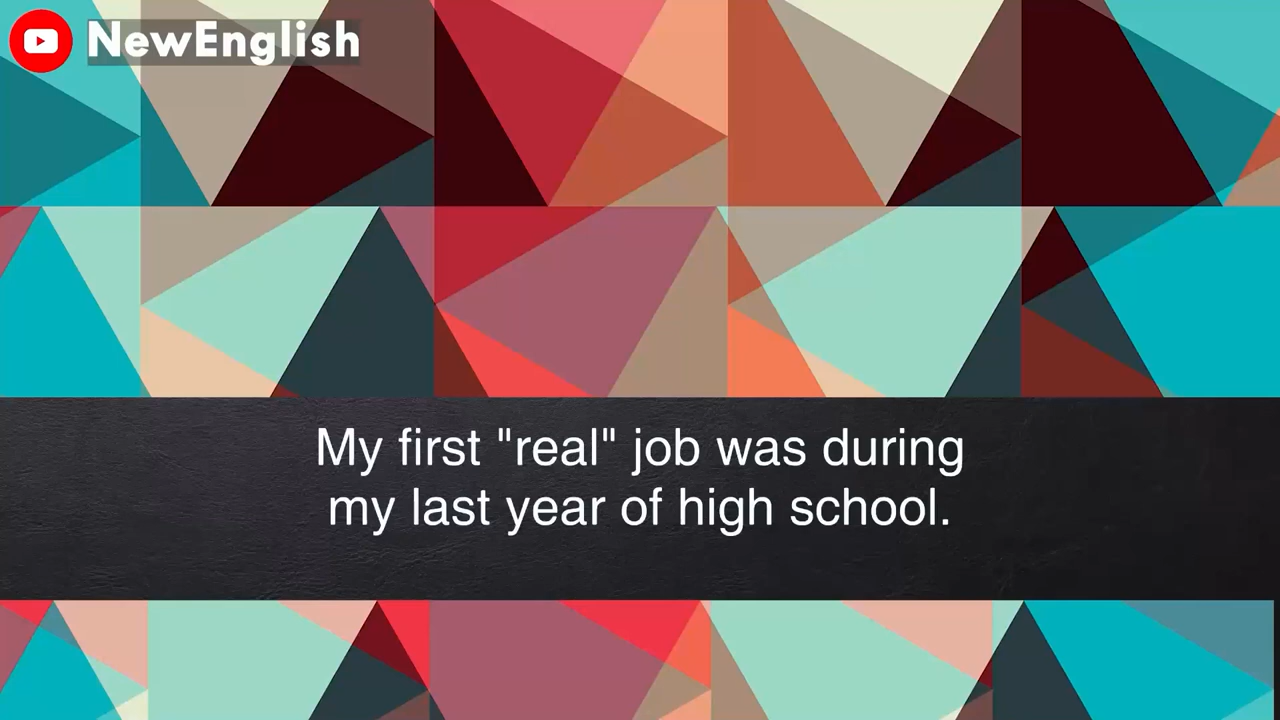 NewEnglish
My first "real" job was during
my last year of high school.